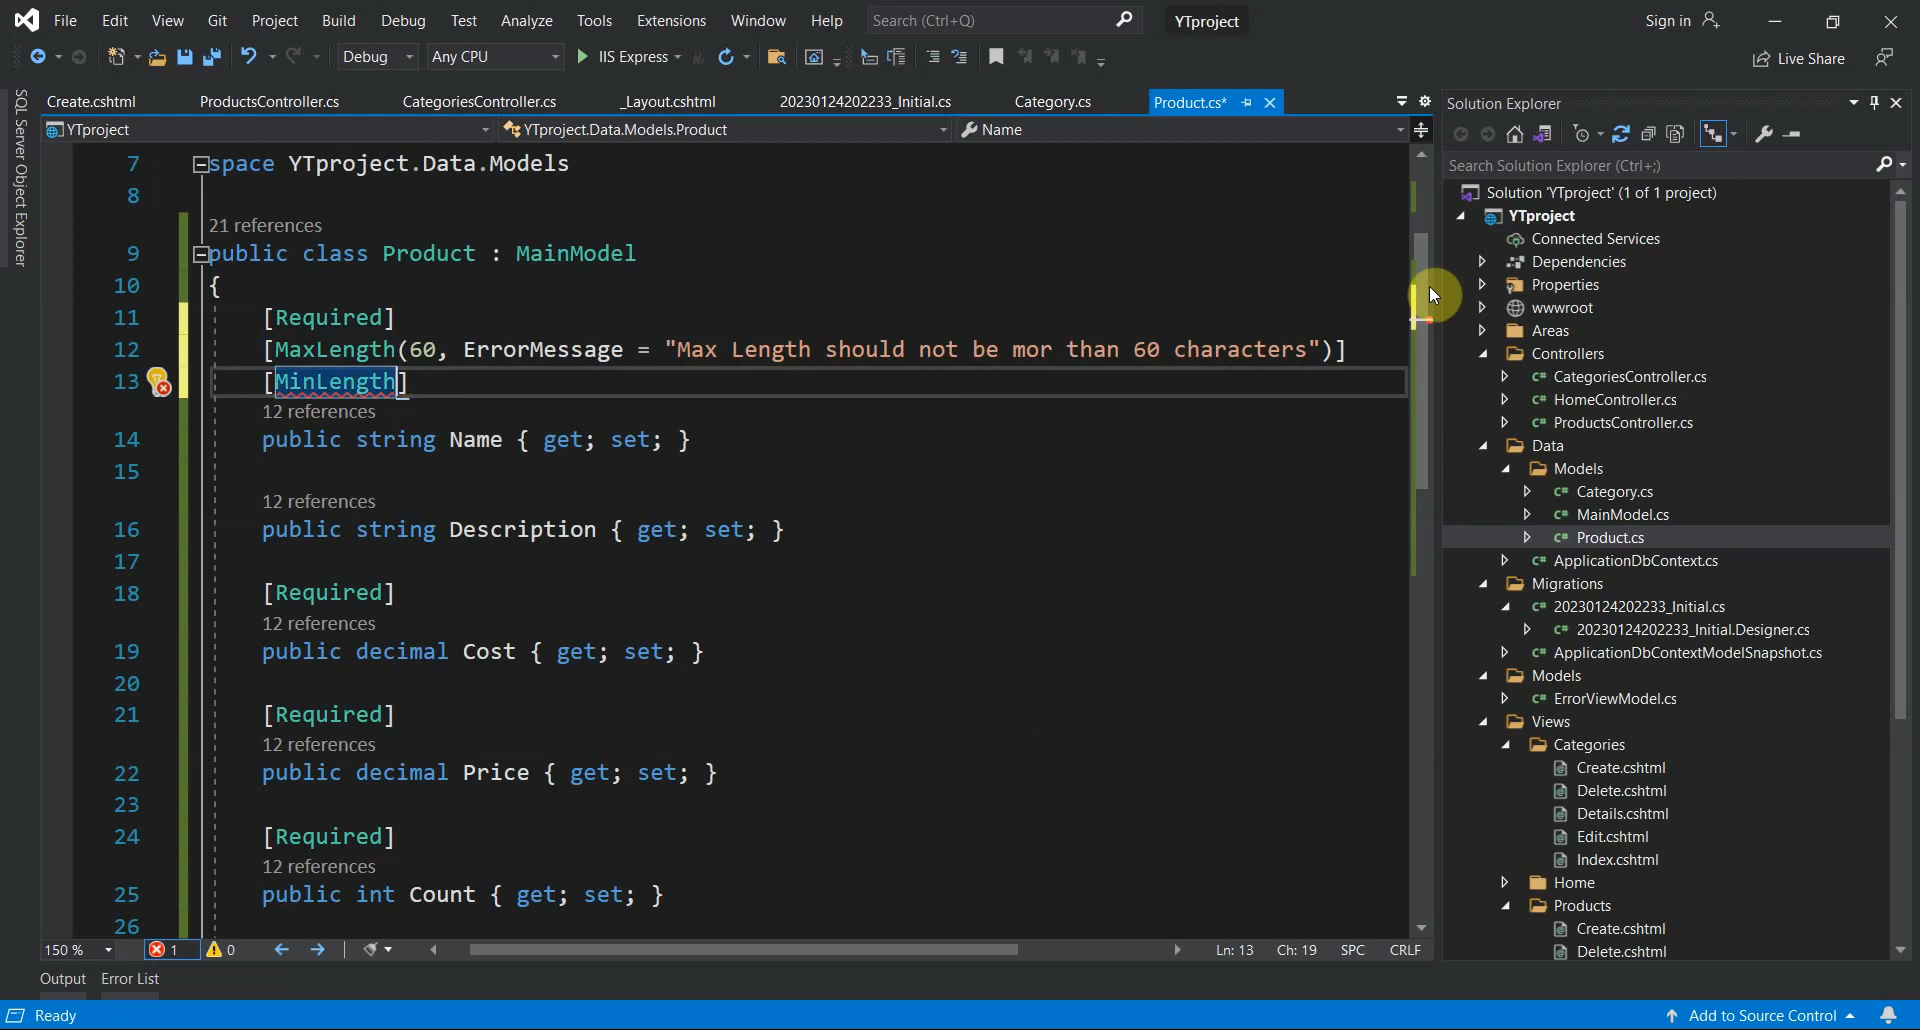 File Edit View Git Project Build Debug Test Analyze Tools Extensions Window Help Search (Ctrl+Q) YTproject Sign in
Debug Any CPU IIS Express Live Share
SQL Server Object Explorer
Create.cshtml ProductsController.cs CategoriesController.cs _Layout.cshtml 20230124202233_Initial.cs Category.cs Product.cs*
YTproject YTproject.Data.Models.Product Name
7 space YTproject.Data.Models
8
21 references
9 public class Product : MainModel
10 {
11 [Required]
12 [MaxLength(60, ErrorMessage = "Max Length should not be mor than 60 characters")]
13 [MinLength]
12 references
14 public string Name { get; set; }
15
12 references
16 public string Description { get; set; }
17
18 [Required]
12 references
19 public decimal Cost { get; set; }
20
21 [Required]
12 references
22 public decimal Price { get; set; }
23
24 [Required]
12 references
25 public int Count { get; set; }
26
150 % 1 0 Ln: 13 Ch: 19 SPC CRLF
Output Error List
Solution Explorer
Search Solution Explorer (Ctrl+;)
Solution 'YTproject' (1 of 1 project)
YTproject
Connected Services
Dependencies
Properties
wwwroot
Areas
Controllers
C# CategoriesController.cs
C# HomeController.cs
C# ProductsController.cs
Data
Models
C# Category.cs
C# MainModel.cs
C# Product.cs
C# ApplicationDbContext.cs
Migrations
C# 20230124202233_Initial.cs
C# 20230124202233_Initial.Designer.cs
C# ApplicationDbContextModelSnapshot.cs
Models
C# ErrorViewModel.cs
Views
Categories
Create.cshtml
Delete.cshtml
Details.cshtml
Edit.cshtml
Index.cshtml
Home
Products
Create.cshtml
Delete.cshtml
Ready Add to Source Control